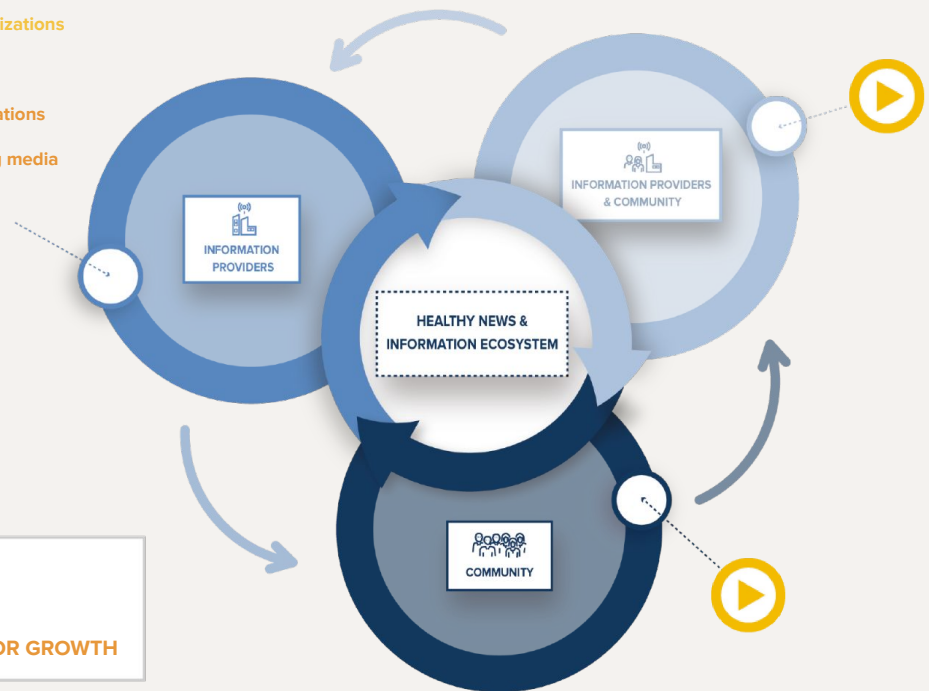 izations
ations
media
INFORMATION PROVIDERS
& COMMUNITY
INFORMATION
PROVIDERS
HEALTHY NEWS &
INFORMATION ECOSYSTEM
COMMUNITY
OR GROWTH